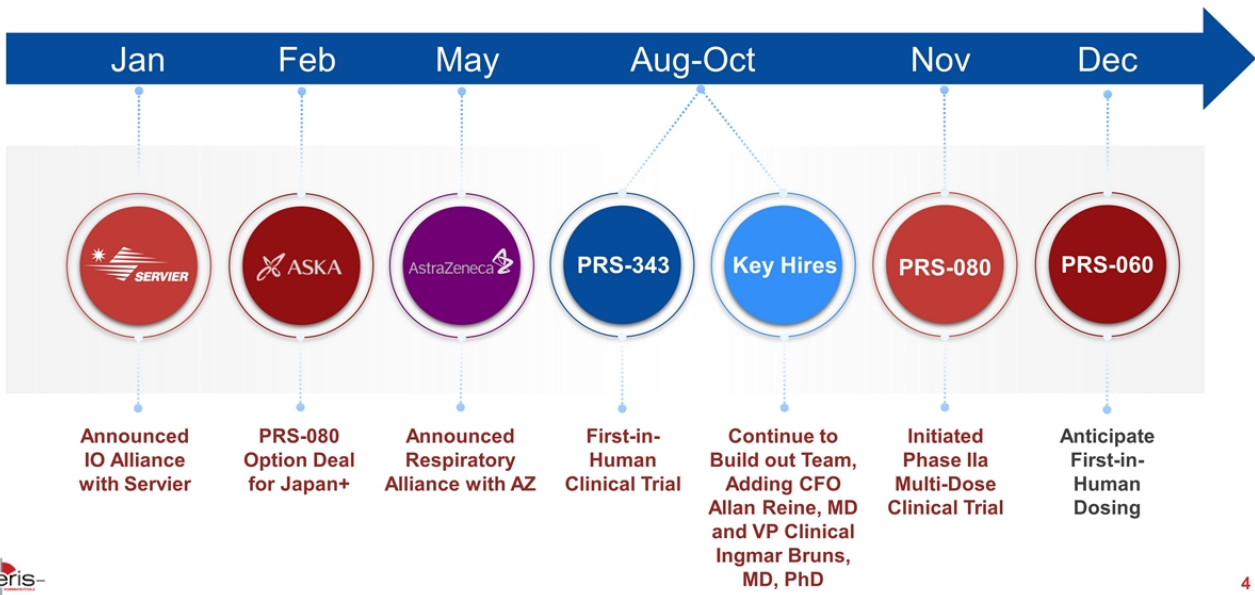 Jan
Feb
May
Aug-Oct
Nov
Dec
SERVIER
ASKA
AstraZeneca
PRS-343
Key Hires
PRS-080
PRS-060
Announced
IO Alliance
with Servier
PRS-080
Option Deal
for Japan+
Announced
Respiratory
Alliance with AZ
First-in-
Human
Clinical Trial
Continue to
Build out Team,
Adding CFO
Allan Reine, MD
and VP Clinical
Ingmar Bruns,
MD, PhD
Initiated
Phase IIa
Multi-Dose
Clinical Trial
Anticipate
First-in-
Human
Dosing
eris
4